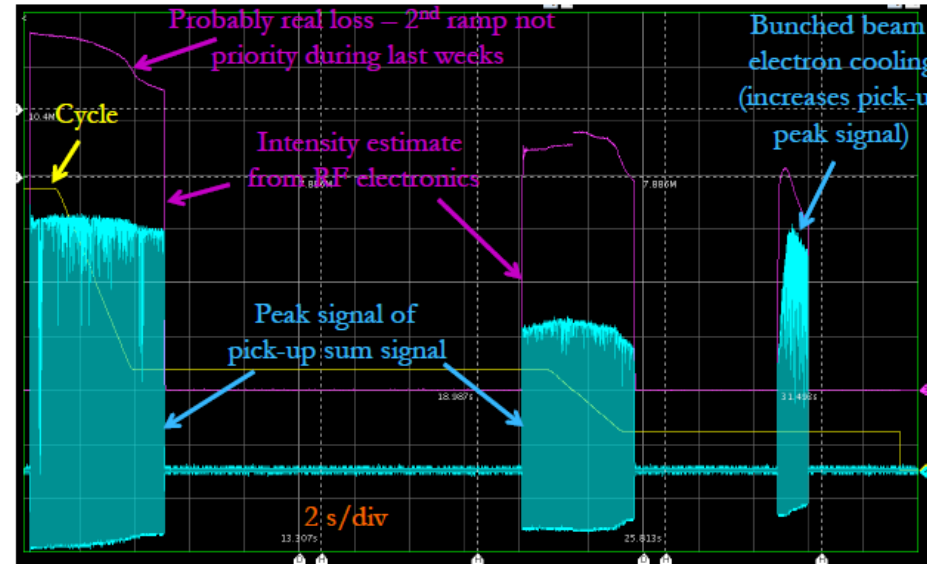 Probably real loss – 2nd ramp not
priority during last weeks
Bunched beam
electron cooling
(increases pick-u
peak signal)
10.4M
Cycle
Intensity estimate
from RF electronics
7.886M
7.886M
Peak signal of
pick-up sum signal
18.987s
31.493s
2 s/div
13.307s
25.813s